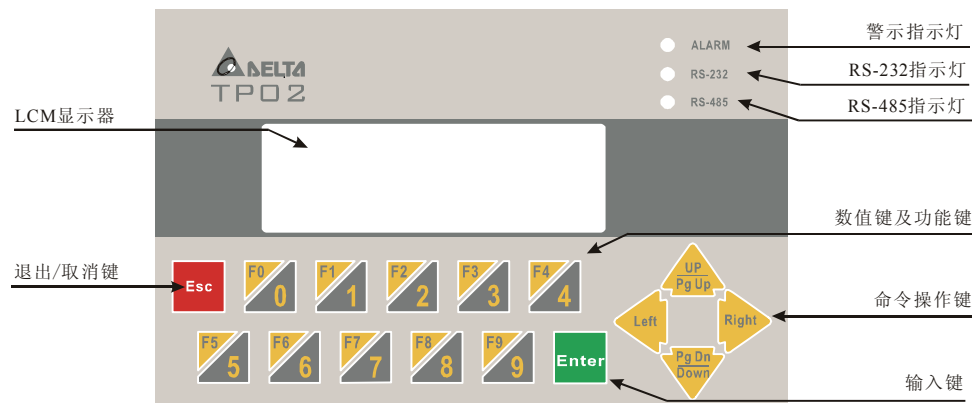 警示指示灯
ALARM
RS-232指示灯
RS-232
RS-485指示灯
RS-485
DELTA
TP02
LCM显示器
数值键及功能键
退出/取消键
Esc
F0 0
F1 1
F2 2
F3 3
F4 4
UP
Pg Up
Left
Right
命令操作键
F5 5
F6 6
F7 7
F8 8
F9 9
Enter
Pg Dn
Down
输入键